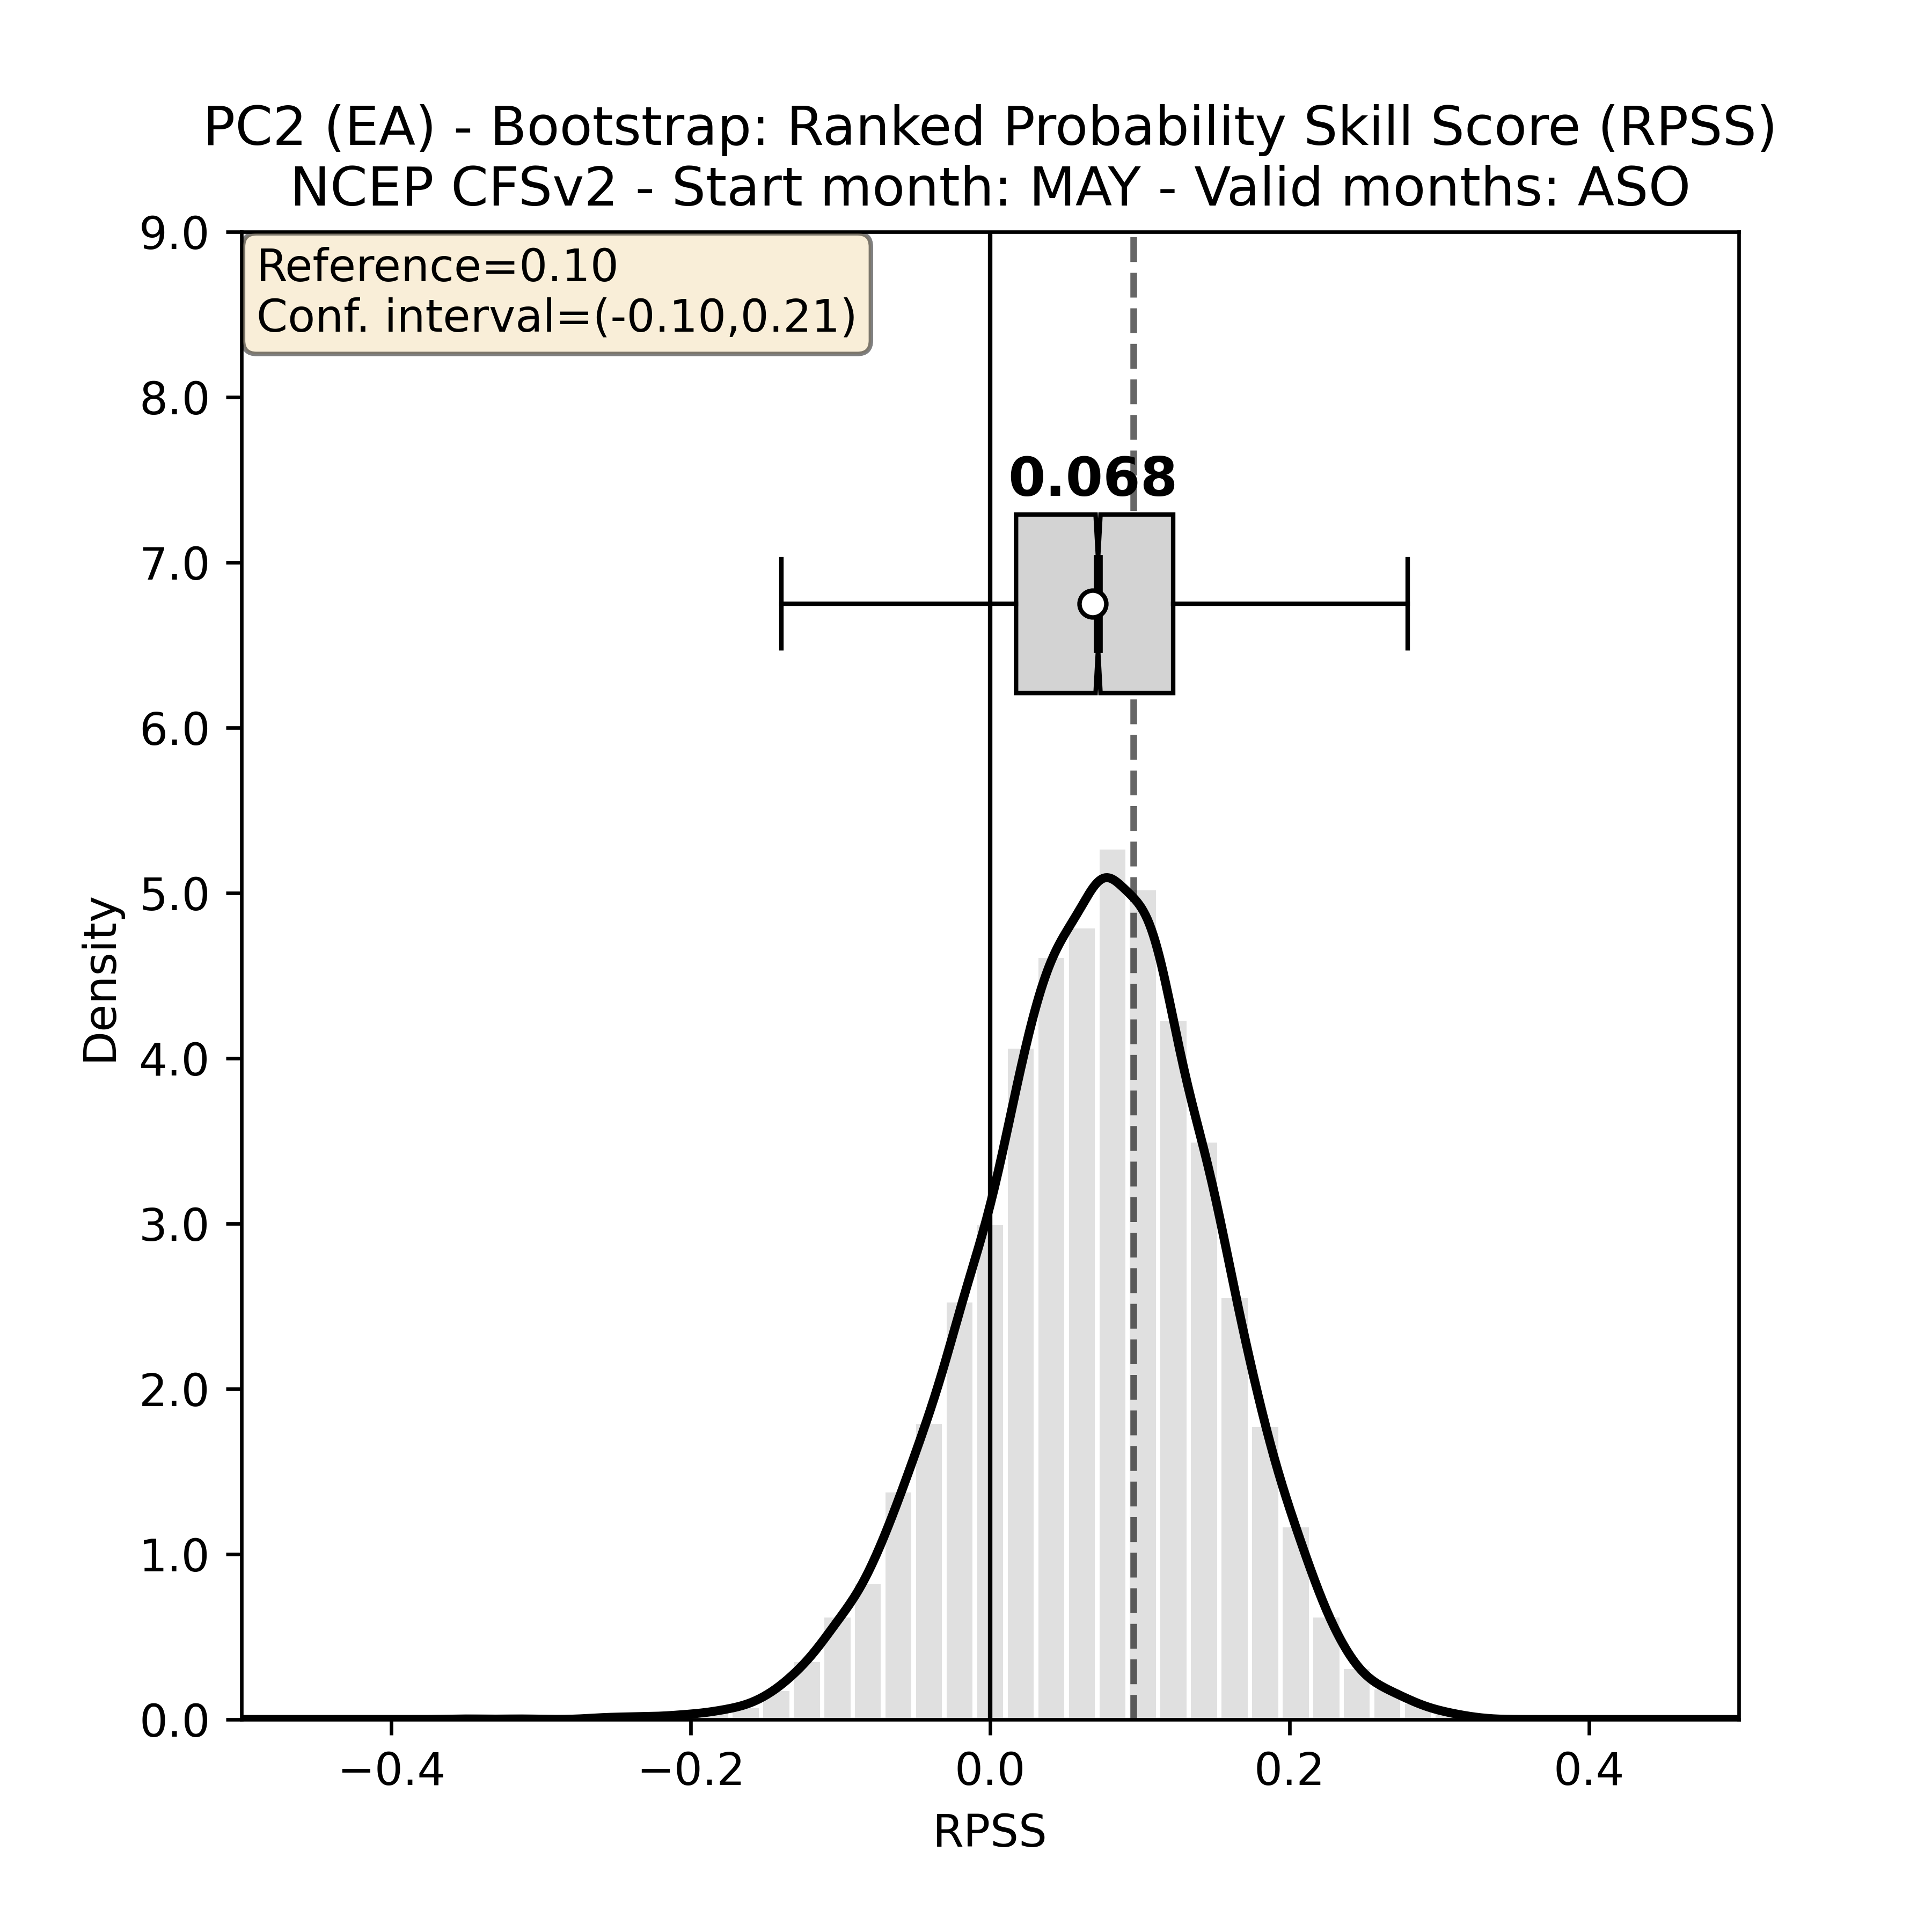 PC2 (EA) - Bootstrap: Ranked Probability Skill Score (RPSS)
NCEP CFSv2 - Start month: MAY - Valid months: ASO
Reference=0.10
Conf. interval=(-0.10,0.21)
0.068
9.0
8.0
7.0
6.0
5.0
4.0
3.0
2.0
1.0
0.0
Density
−0.4
−0.2
0.0
0.2
0.4
RPSS